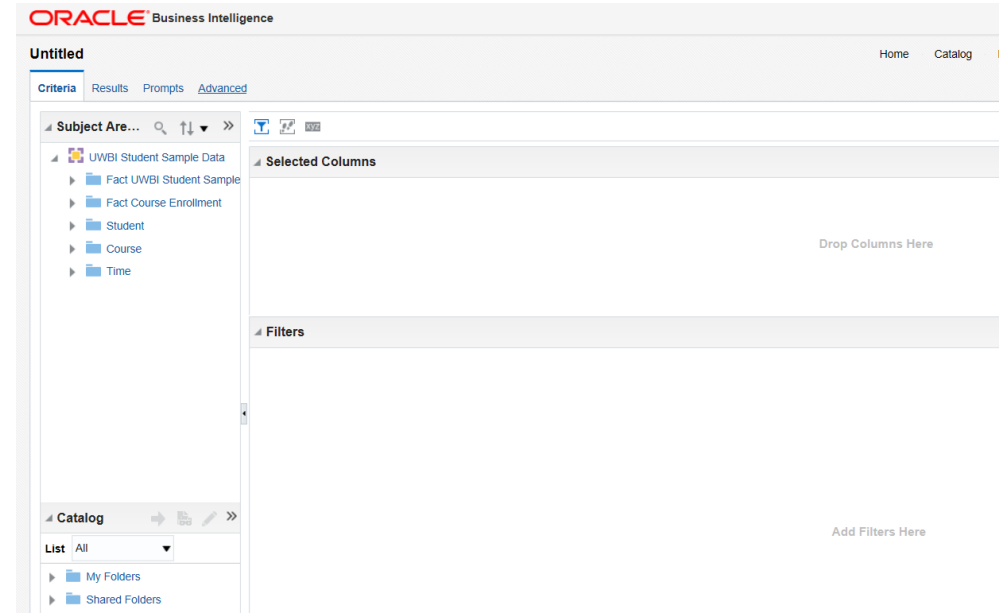 ORACLE Business Intelligence
Untitled
Home Catalog
Criteria Results Prompts Advanced
Subject Are...
UWBI Student Sample Data
Fact UWBI Student Sample
Fact Course Enrollment
Student
Course
Time
XYZ
Selected Columns
Drop Columns Here
Filters
Add Filters Here
Catalog
List All
My Folders
Shared Folders